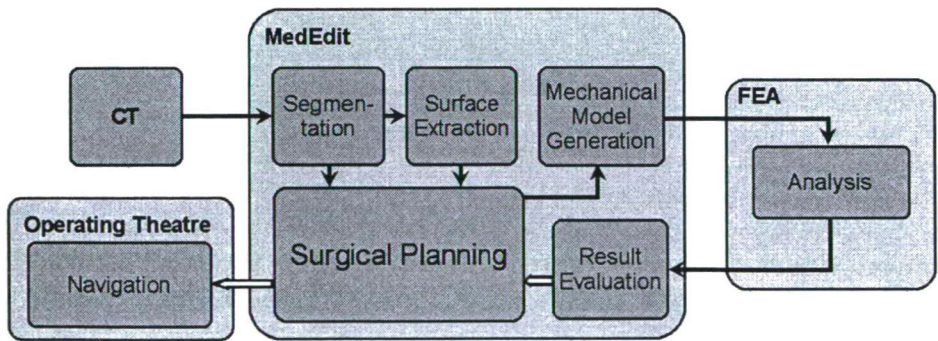 MedEdit
CT
Segmen-
tation
Surface
Extraction
Mechanical
Model
Generation
FEA
Analysis
Operating Theatre
Navigation
Surgical Planning
Result
Evaluation